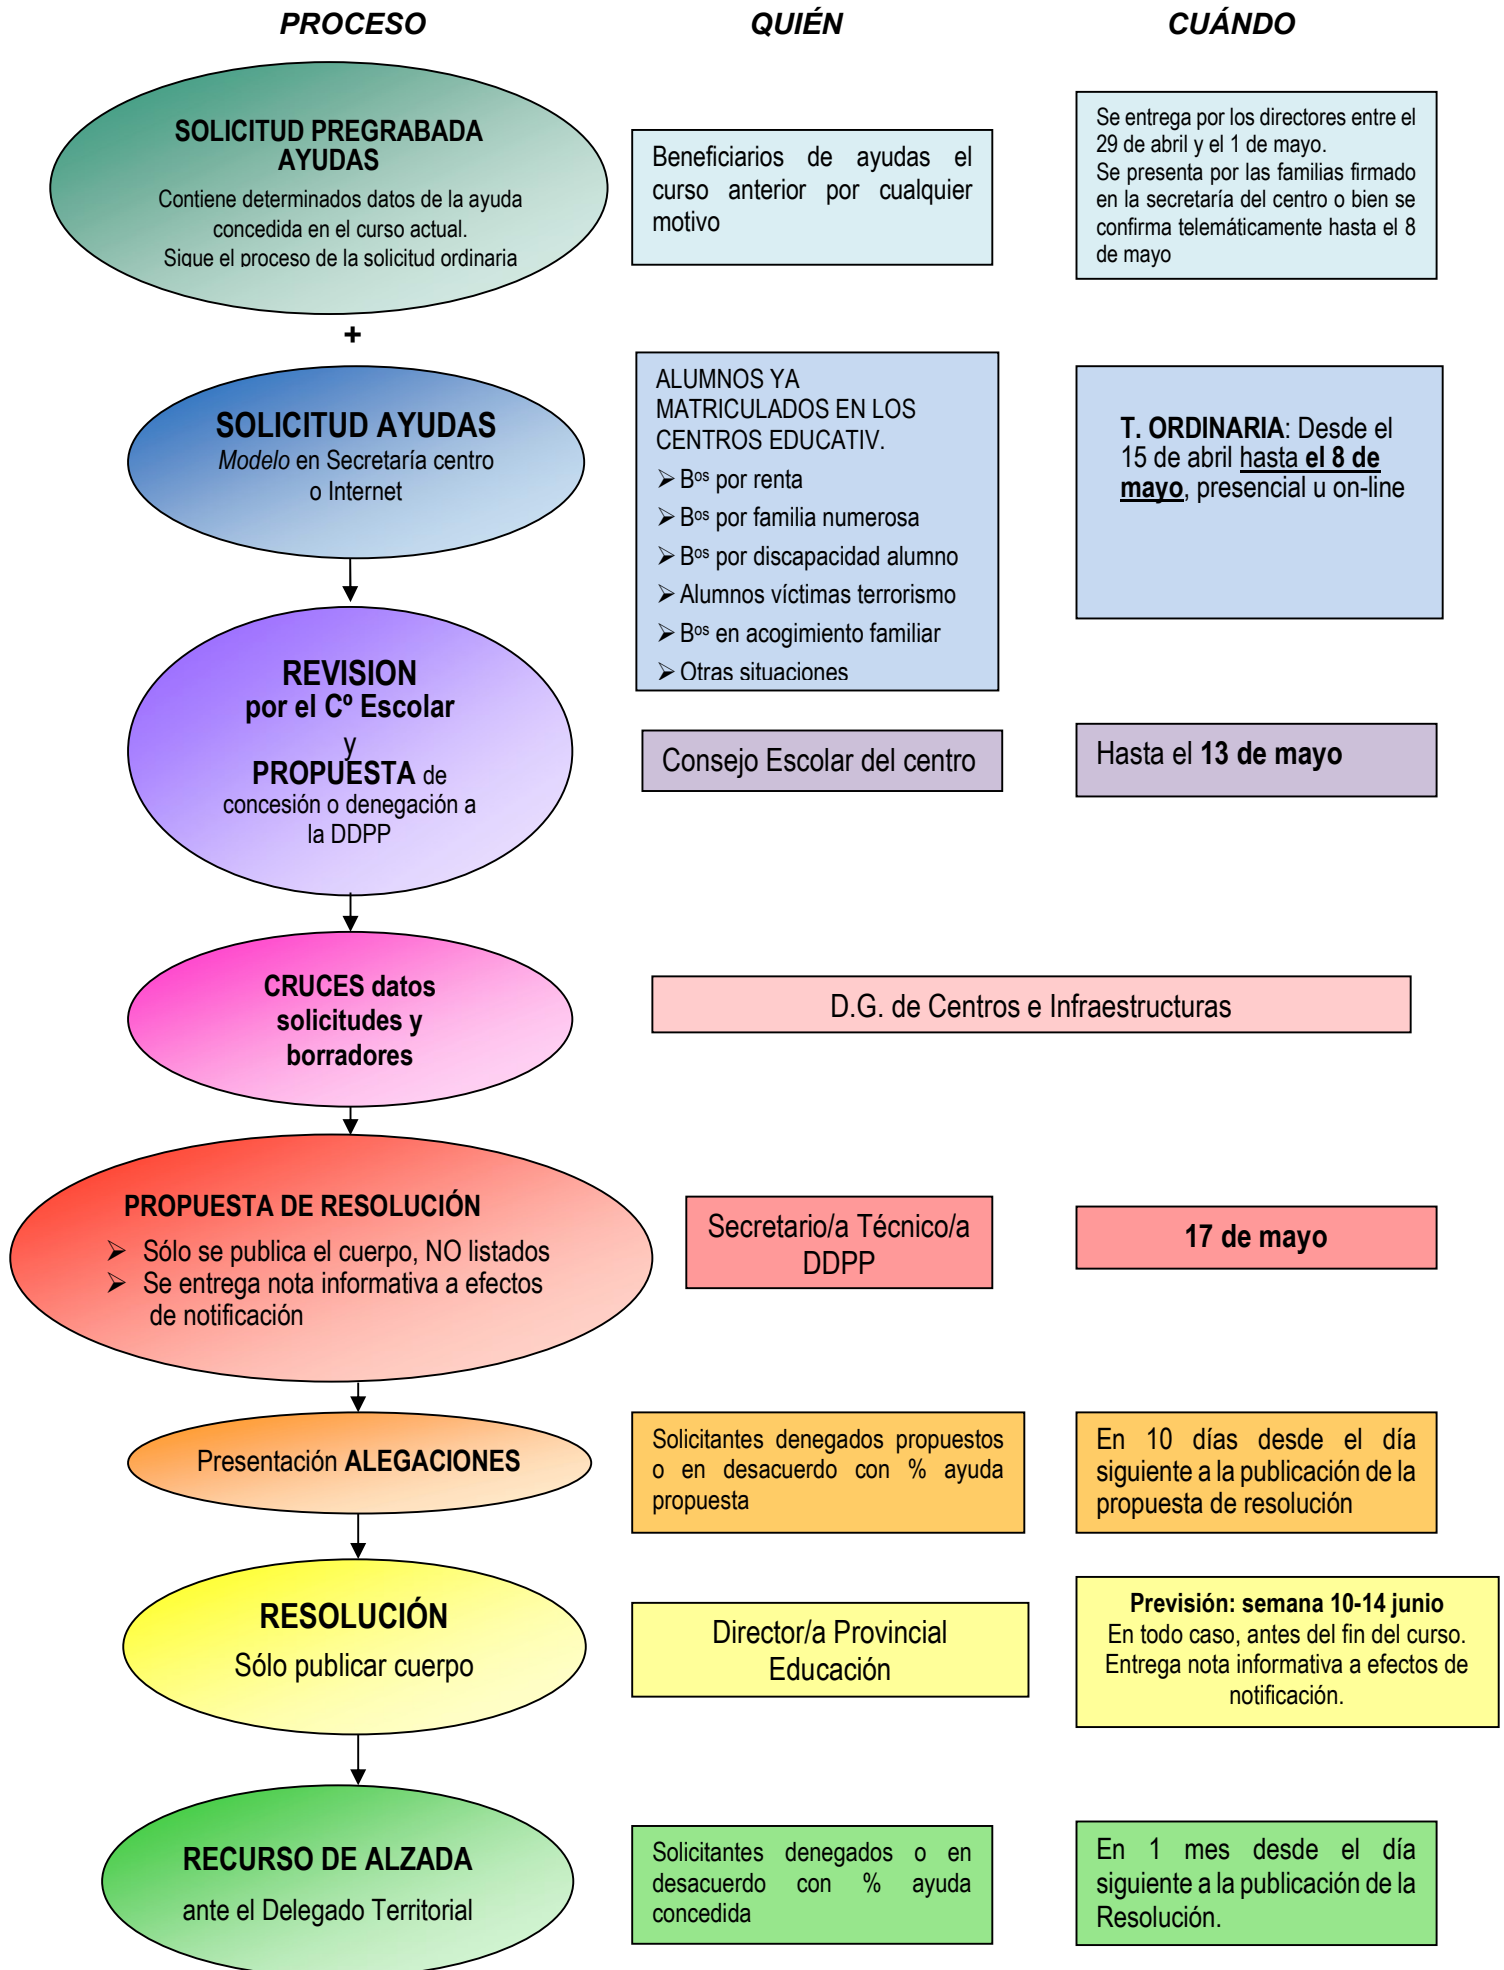 PROCESO
QUIÉN
CUÁNDO
SOLICITUD PREGRABADA
AYUDAS
Contiene determinados datos de la ayuda
concedida en el curso actual.
Sigue el proceso de la solicitud ordinaria
Beneficiarios de ayudas el
curso anterior por cualquier
motivo
Se entrega por los directores entre el
29 de abril y el 1 de mayo.
Se presenta por las familias firmado
en la secretaría del centro o bien se
confirma telemáticamente hasta el 8
de mayo
+
SOLICITUD AYUDAS
Modelo en Secretaría centro
o Internet
ALUMNOS YA
MATRICULADOS EN LOS
CENTROS EDUCATIV.
➢ Bos por renta
➢ Bos por familia numerosa
➢ Bos por discapacidad alumno
➢ Alumnos víctimas terrorismo
➢ Bos en acogimiento familiar
➢ Otras situaciones
T. ORDINARIA: Desde el
15 de abril hasta el 8 de
mayo, presencial u on-line
REVISION
por el Cº Escolar
y
PROPUESTA de
concesión o denegación a
la DDPP
Consejo Escolar del centro
Hasta el 13 de mayo
CRUCES datos
solicitudes y
borradores
D.G. de Centros e Infraestructuras
PROPUESTA DE RESOLUCIÓN
➢ Sólo se publica el cuerpo, NO listados
➢ Se entrega nota informativa a efectos
de notificación
Secretario/a Técnico/a
DDPP
17 de mayo
Presentación ALEGACIONES
Solicitantes denegados propuestos
o en desacuerdo con % ayuda
propuesta
En 10 días desde el día
siguiente a la publicación de la
propuesta de resolución
RESOLUCIÓN
Sólo publicar cuerpo
Director/a Provincial
Educación
Previsión: semana 10-14 junio
En todo caso, antes del fin del curso.
Entrega nota informativa a efectos de
notificación.
RECURSO DE ALZADA
ante el Delegado Territorial
Solicitantes denegados o en
desacuerdo con % ayuda
concedida
En 1 mes desde el día
siguiente a la publicación de la
Resolución.